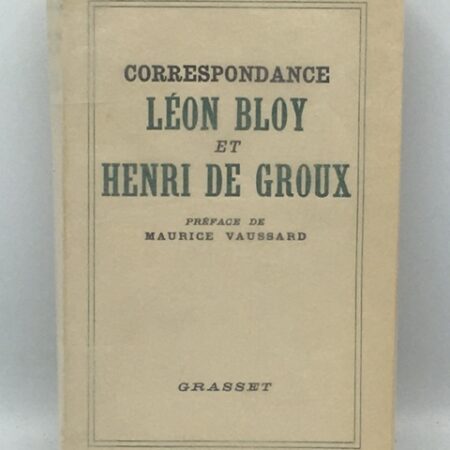 CORRESPONDANCE
LÉON BLOY
ET
HENRI DE GROUX
PRÉFACE DE
MAURICE VAUSSARD
GRASSET